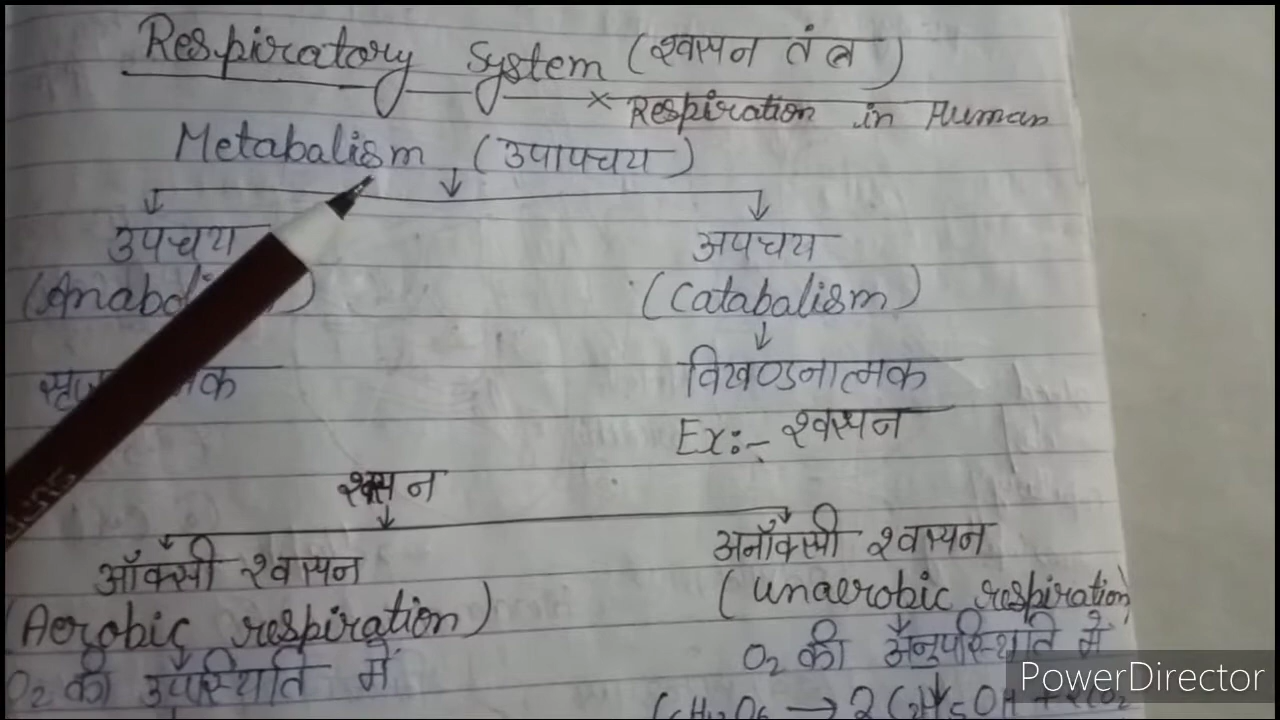 Respiratory System (श्वसन तंत्र)
× Respiration in Human
Metabalism (उपापचय)
उपचय अपचय
(Catabalism)
विखण्डनात्मक
Ex:- श्वसन
श्वसन
ऑक्सी श्वसन अनॉक्सी श्वसन
(Aerobic respiration) (unaerobic respiration)
O2 की उपस्थिति में O2 की अनुपस्थिति में
PowerDirector